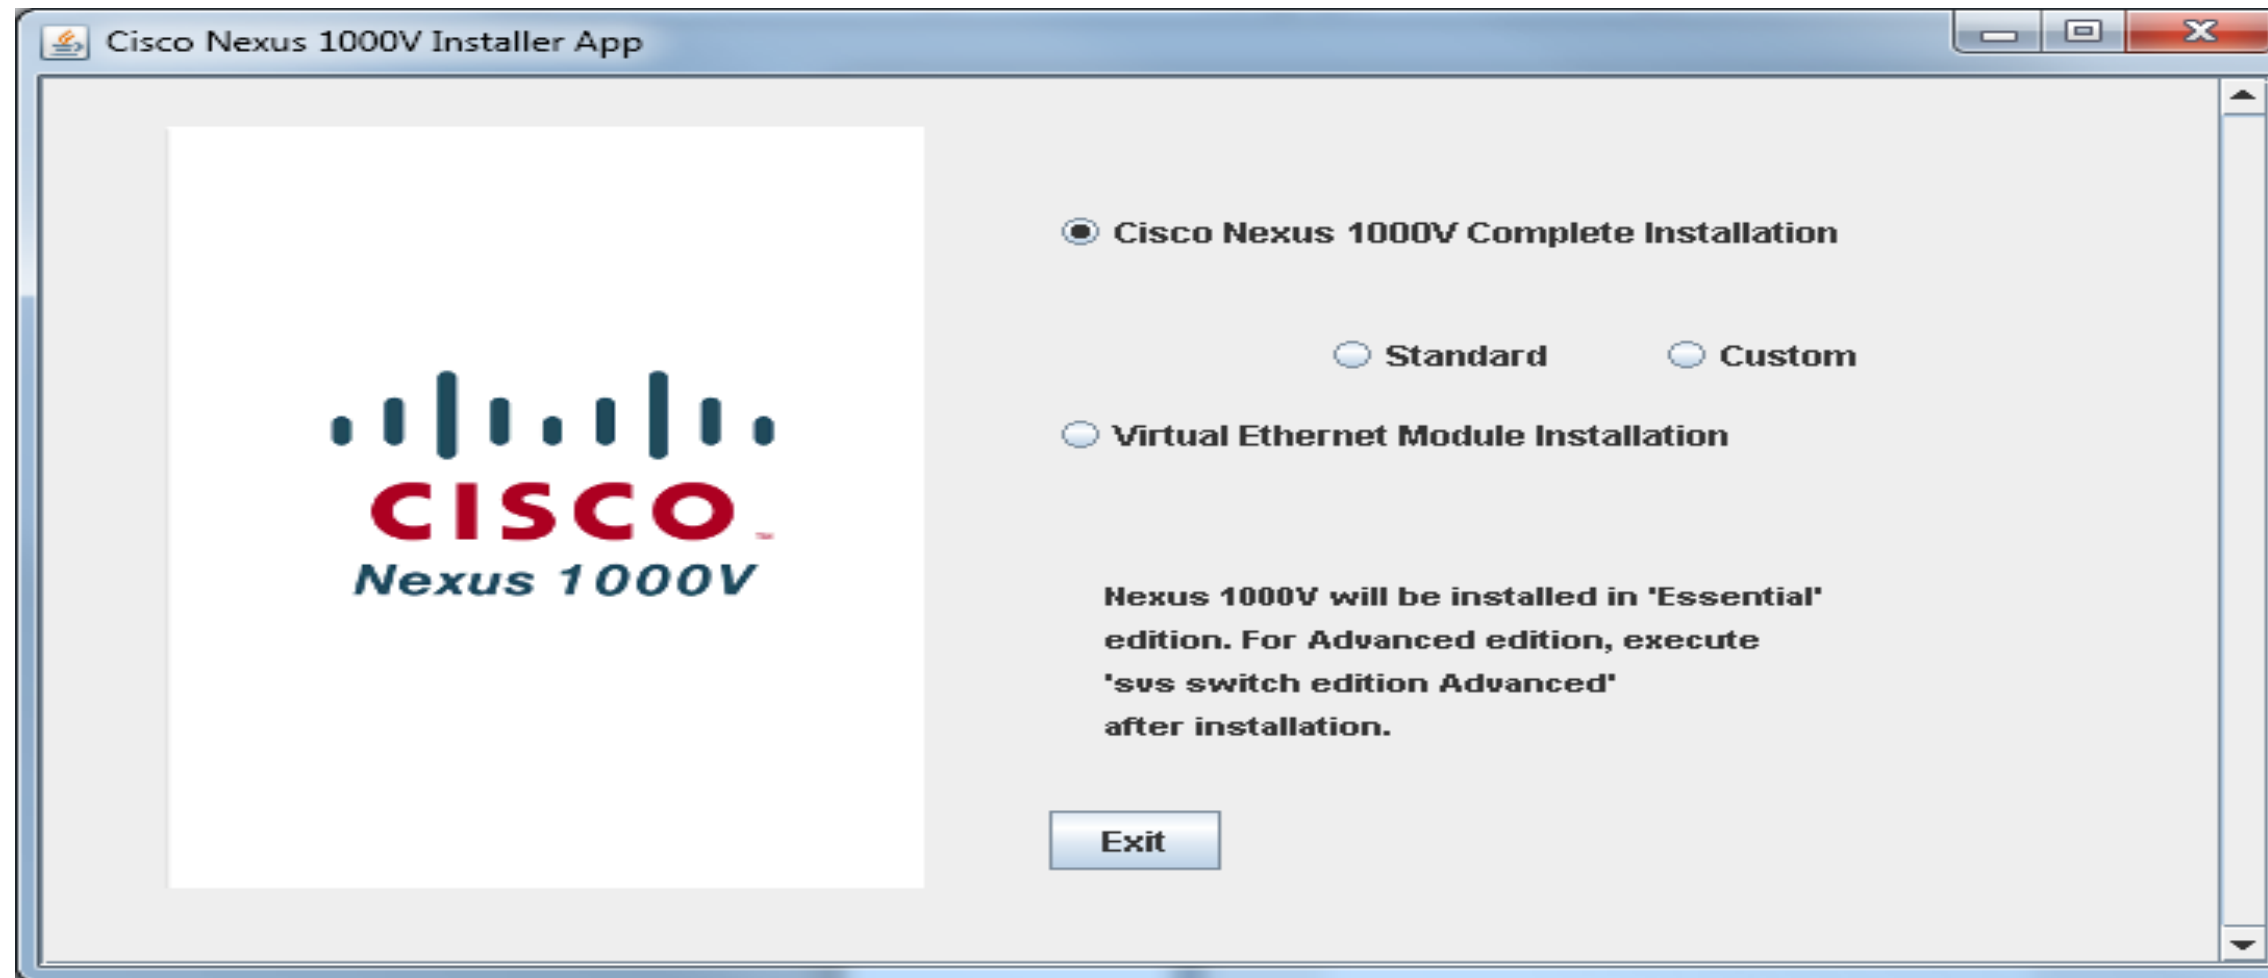 Cisco Nexus 1000V Installer App
Cisco Nexus 1000V Complete Installation
Standard Custom
Virtual Ethernet Module Installation
CISCO™
Nexus 1000V
Nexus 1000V will be installed in 'Essential'
edition. For Advanced edition, execute
'svs switch edition Advanced'
after installation.
Exit